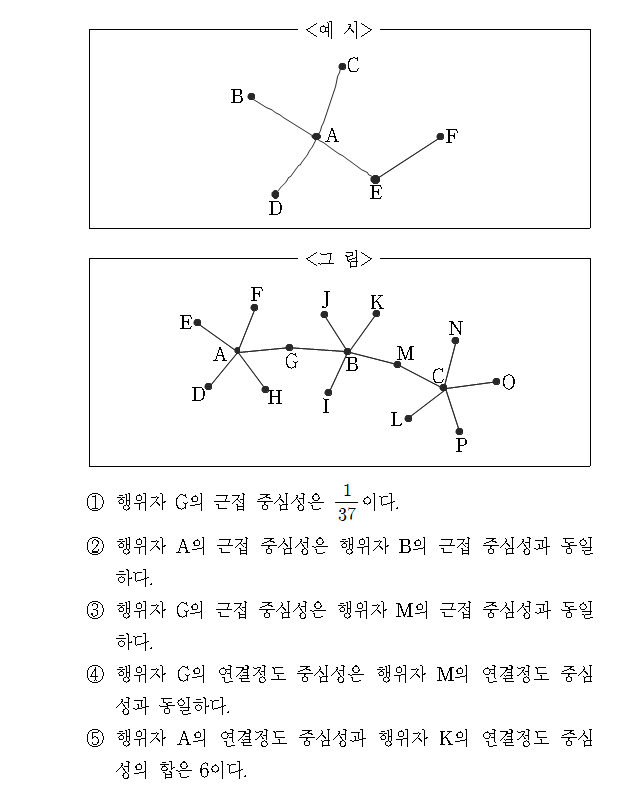 <예 시>
C
B
A
F
E
D
<그 림>
F
J
K
E
N
A
G
B
M
C
O
D
H
I
L
P
① 행위자 G의 근접 중심성은 1/37이다.
② 행위자 A의 근접 중심성은 행위자 B의 근접 중심성과 동일
하다.
③ 행위자 G의 근접 중심성은 행위자 M의 근접 중심성과 동일
하다.
④ 행위자 G의 연결정도 중심성은 행위자 M의 연결정도 중심
성과 동일하다.
⑤ 행위자 A의 연결정도 중심성과 행위자 K의 연결정도 중심
성의 합은 6이다.